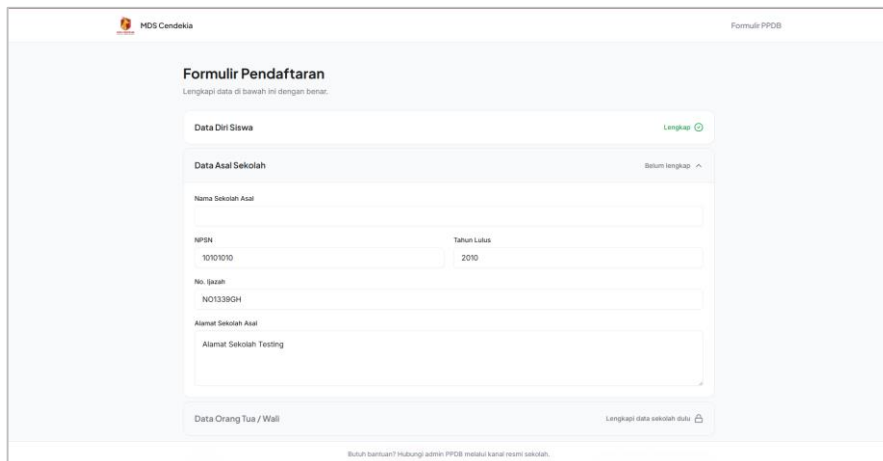 MDS Cendekia
Formulir PPDB
Formulir Pendaftaran
Lengkapi data di bawah ini dengan benar.
Data Diri Siswa
Lengkap
Data Asal Sekolah
Belum lengkap
Nama Sekolah Asal
NPSN
Tahun Lulus
10101010
2010
No. Ijazah
NO1339GH
Alamat Sekolah Asal
Alamat Sekolah Testing
Data Orang Tua / Wali
Lengkapi data sekolah dulu
Butuh bantuan? Hubungi admin PPDB melalui kanal resmi sekolah.